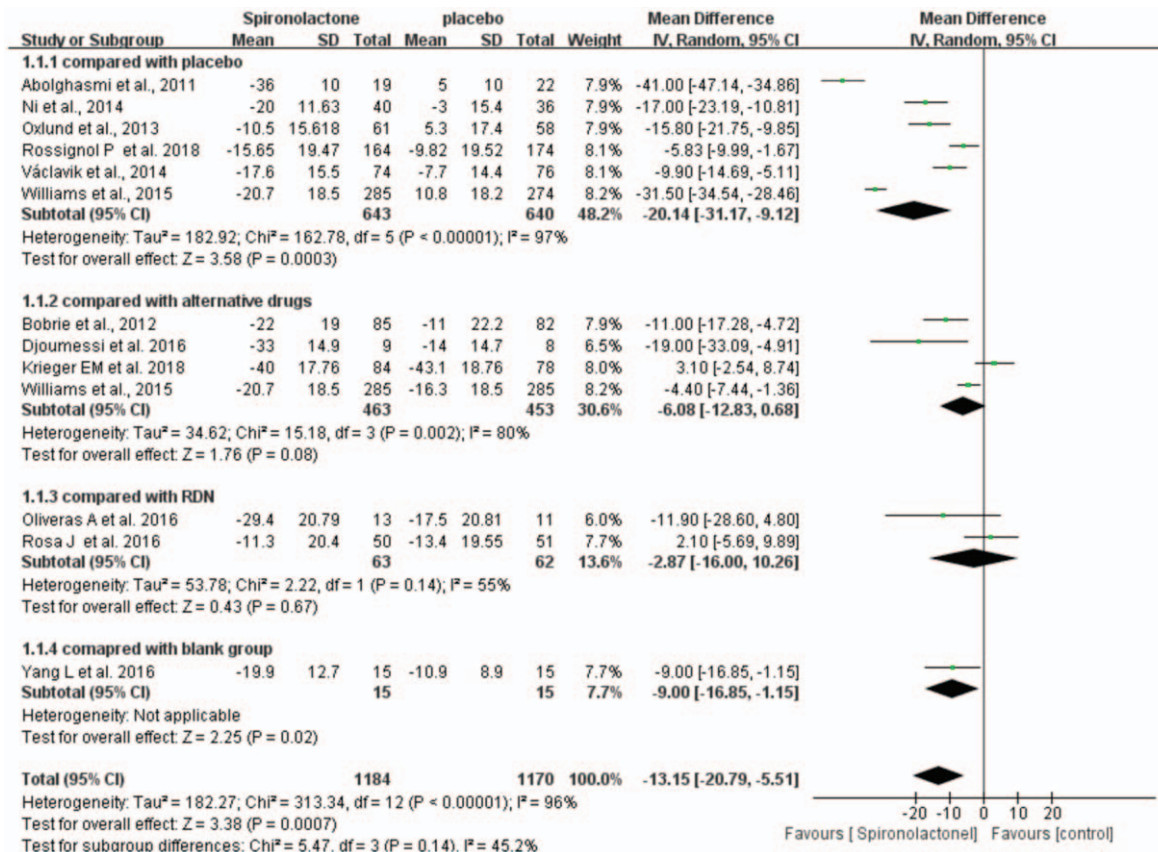 Spironolactone placebo Mean Difference Mean Difference
Study or Subgroup Mean SD Total Mean SD Total Weight IV, Random, 95% CI IV, Random, 95% CI
1.1.1 compared with placebo
Abolghasmi et al., 2011 -36 10 19 5 10 22 7.9% -41.00 [-47.14, -34.86]
Ni et al., 2014 -20 11.63 40 -3 15.4 36 7.9% -17.00 [-23.19, -10.81]
Oxlund et al., 2013 -10.5 15.618 61 5.3 17.4 58 7.9% -15.80 [-21.75, -9.85]
Rossignol P et al. 2018 -15.65 19.47 164 -9.82 19.52 174 8.1% -5.83 [-9.99, -1.67]
Václavik et al., 2014 -17.6 15.5 74 -7.7 14.4 76 8.0% -9.90 [-14.69, -5.11]
Williams et al., 2015 -20.7 18.5 285 10.8 18.2 274 8.2% -31.50 [-34.54, -28.46]
Subtotal (95% CI) 643 640 48.2% -20.14 [-31.17, -9.12]
Heterogeneity: Tau² = 182.92; Chi² = 162.78, df = 5 (P < 0.00001); I² = 97%
Test for overall effect: Z = 3.58 (P = 0.0003)
1.1.2 compared with alternative drugs
Bobrie et al., 2012 -22 19 85 -11 22.2 82 7.9% -11.00 [-17.28, -4.72]
Djoumessi et al. 2016 -33 14.9 9 -14 14.7 8 6.5% -19.00 [-33.09, -4.91]
Krieger EM et al. 2018 -40 17.76 84 -43.1 18.76 78 8.0% 3.10 [-2.54, 8.74]
Williams et al., 2015 -20.7 18.5 285 -16.3 18.5 285 8.2% -4.40 [-7.44, -1.36]
Subtotal (95% CI) 463 453 30.6% -6.08 [-12.83, 0.68]
Heterogeneity: Tau² = 34.62; Chi² = 15.18, df = 3 (P = 0.002); I² = 80%
Test for overall effect: Z = 1.76 (P = 0.08)
1.1.3 compared with RDN
Oliveras A et al. 2016 -29.4 20.79 13 -17.5 20.81 11 6.0% -11.90 [-28.60, 4.80]
Rosa J et al. 2016 -11.3 20.4 50 -13.4 19.55 51 7.7% 2.10 [-5.69, 9.89]
Subtotal (95% CI) 63 62 13.6% -2.87 [-16.00, 10.26]
Heterogeneity: Tau² = 53.78; Chi² = 2.22, df = 1 (P = 0.14); I² = 55%
Test for overall effect: Z = 0.43 (P = 0.67)
1.1.4 comapred with blank group
Yang L et al. 2016 -19.9 12.7 15 -10.9 8.9 15 7.7% -9.00 [-16.85, -1.15]
Subtotal (95% CI) 15 15 7.7% -9.00 [-16.85, -1.15]
Heterogeneity: Not applicable
Test for overall effect: Z = 2.25 (P = 0.02)
Total (95% CI) 1184 1170 100.0% -13.15 [-20.79, -5.51]
Heterogeneity: Tau² = 182.27; Chi² = 313.34, df = 12 (P < 0.00001); I² = 96%
Test for overall effect: Z = 3.38 (P = 0.0007)
Test for subgroup differences: Chi² = 5.47, df = 3 (P = 0.14), I² = 45.2%
-20 -10 0 10 20
Favours [ Spironolactonel] Favours [control]